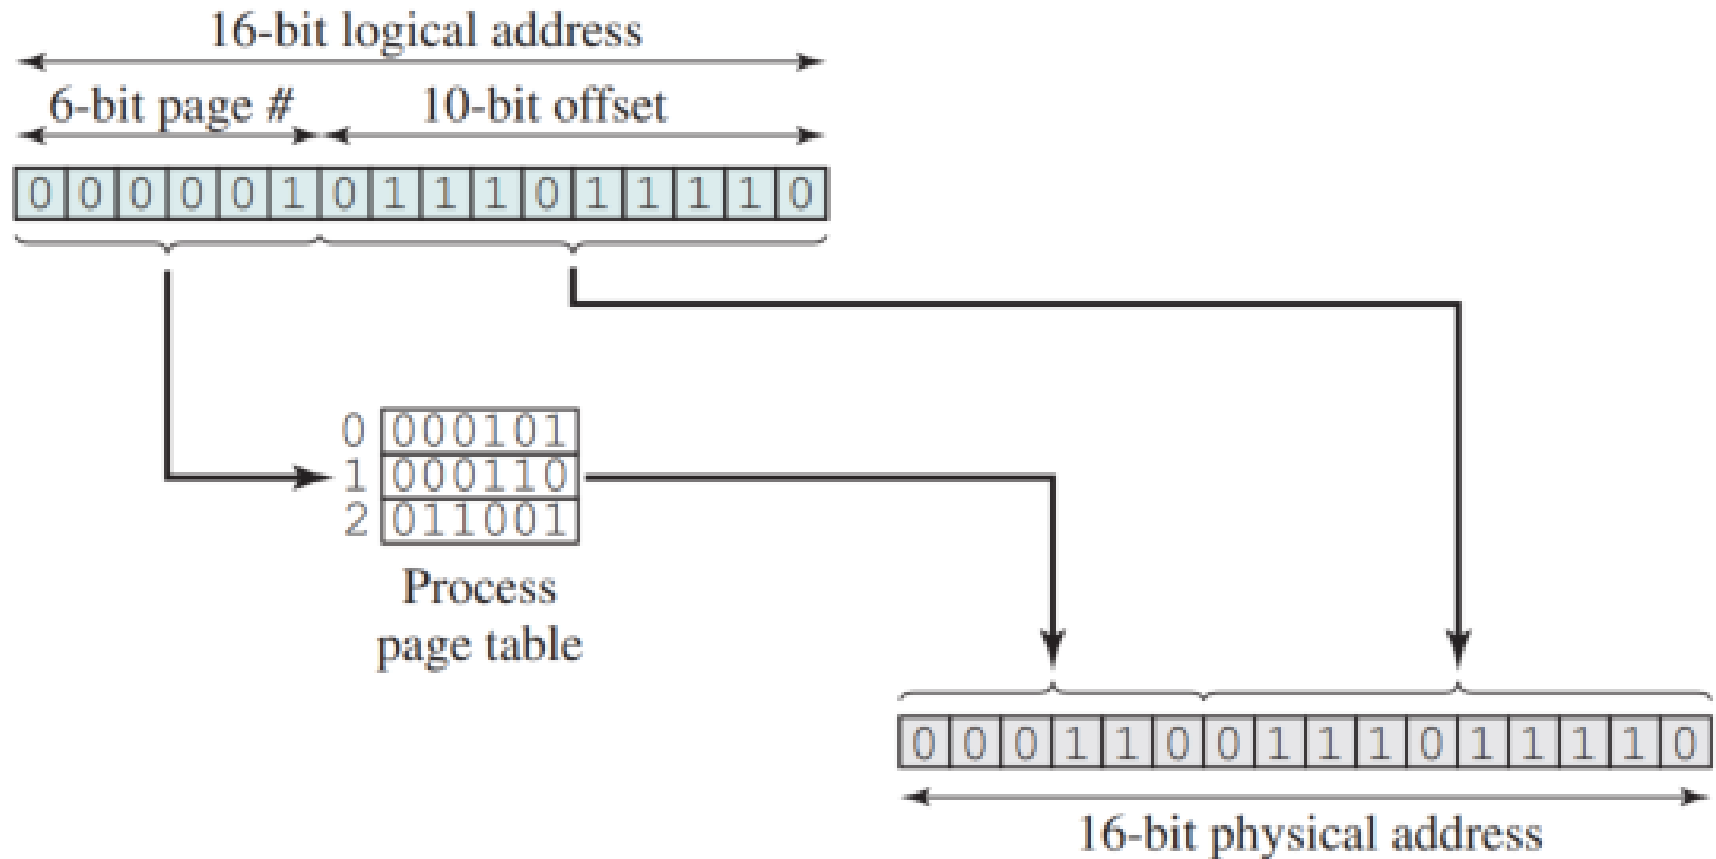 16-bit logical address
6-bit page # 10-bit offset
0 0 0 0 0 1 0 1 1 1 0 1 1 1 1 0
0 000101
1 000110
2 011001
Process
page table
0 0 0 1 1 0 0 1 1 1 0 1 1 1 1 0
16-bit physical address